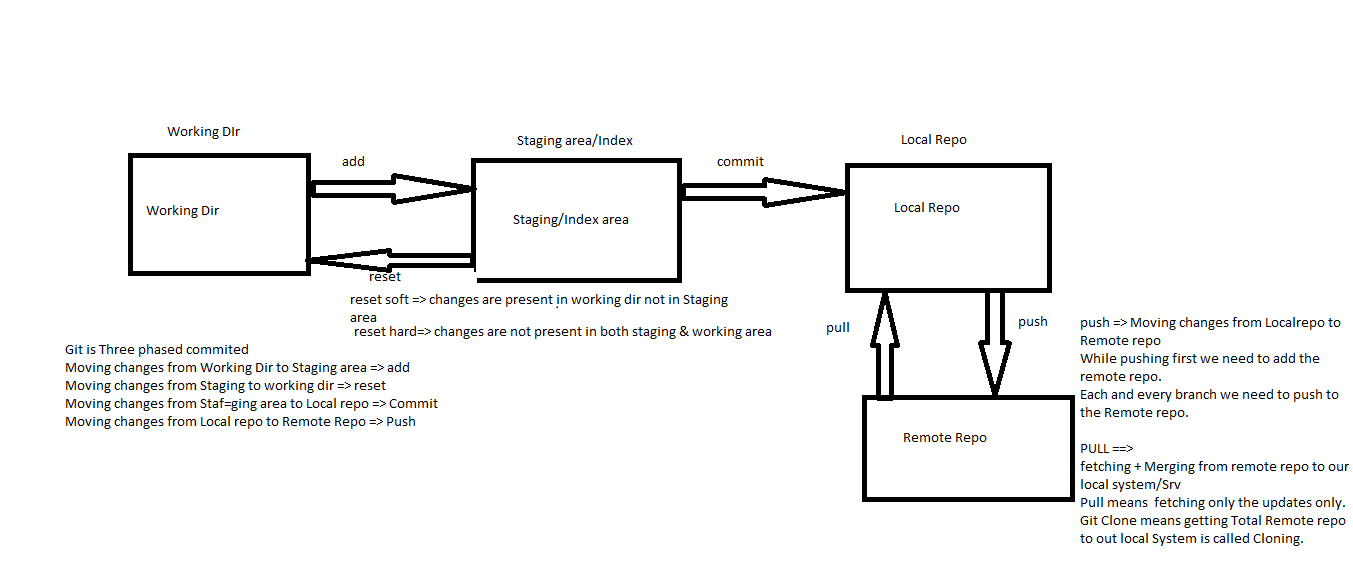 Working DIr
Staging area/Index
Local Repo
add
commit
Working Dir
Staging/Index area
Local Repo
reset
reset soft => changes are present in working dir not in Staging
area
reset hard=> changes are not present in both staging & working area
Git is Three phased commited
Moving changes from Working Dir to Staging area => add
Moving changes from Staging to working dir => reset
Moving changes from Staf=ging area to Local repo => Commit
Moving changes from Local repo to Remote Repo => Push
pull
push
Remote Repo
push => Moving changes from Localrepo to
Remote repo
While pushing first we need to add the
remote repo.
Each and every branch we need to push to
the Remote repo.
PULL ==>
fetching + Merging from remote repo to our
local system/Srv
Pull means  fetching only the updates only.
Git Clone means getting Total Remote repo
to out local System is called Cloning.